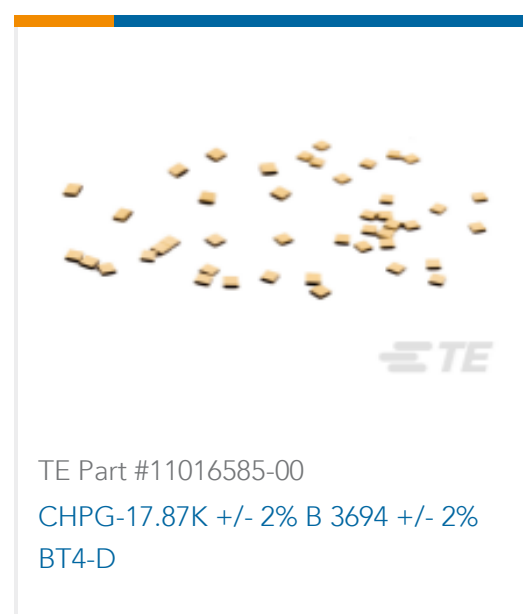 TE
TE Part #11016585-00
CHPG-17.87K +/- 2% B 3694 +/- 2%
BT4-D